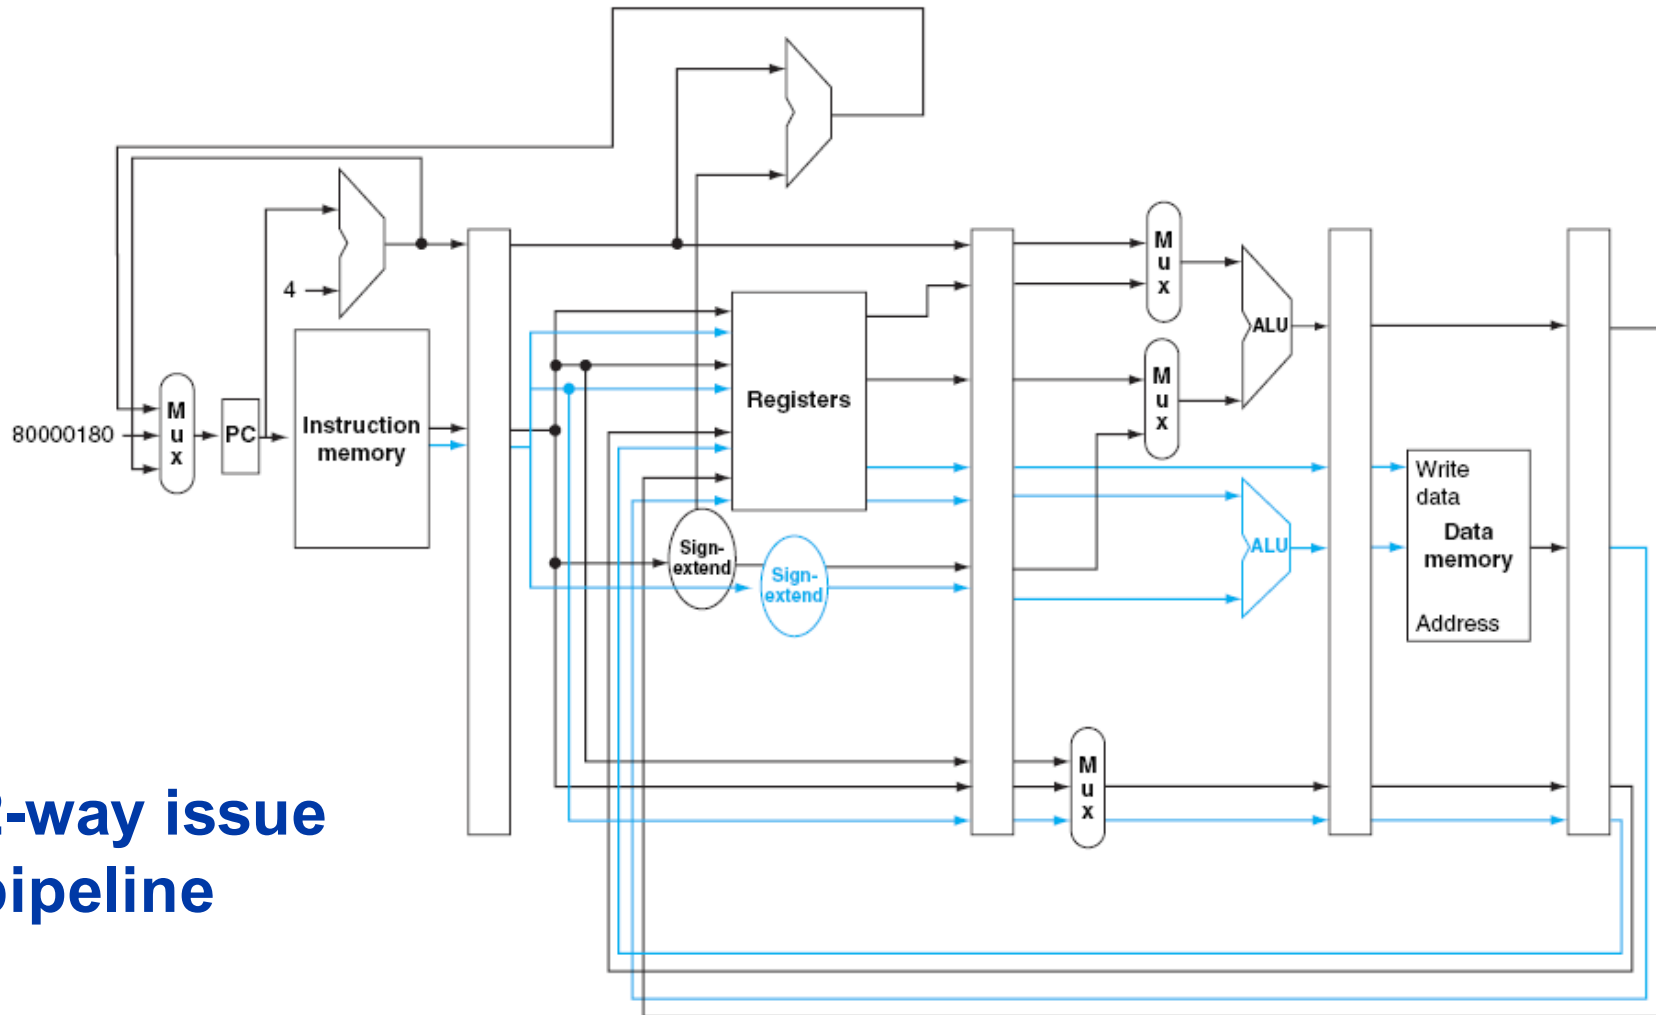 M
u
x
4
M
u
x
ALU
M
u
x
80000180
M
u
x
PC
Instruction
memory
Registers
Write
data
Data
memory
Address
ALU
Sign-
extend
Sign-
extend
M
u
x
-way issue
pipeline